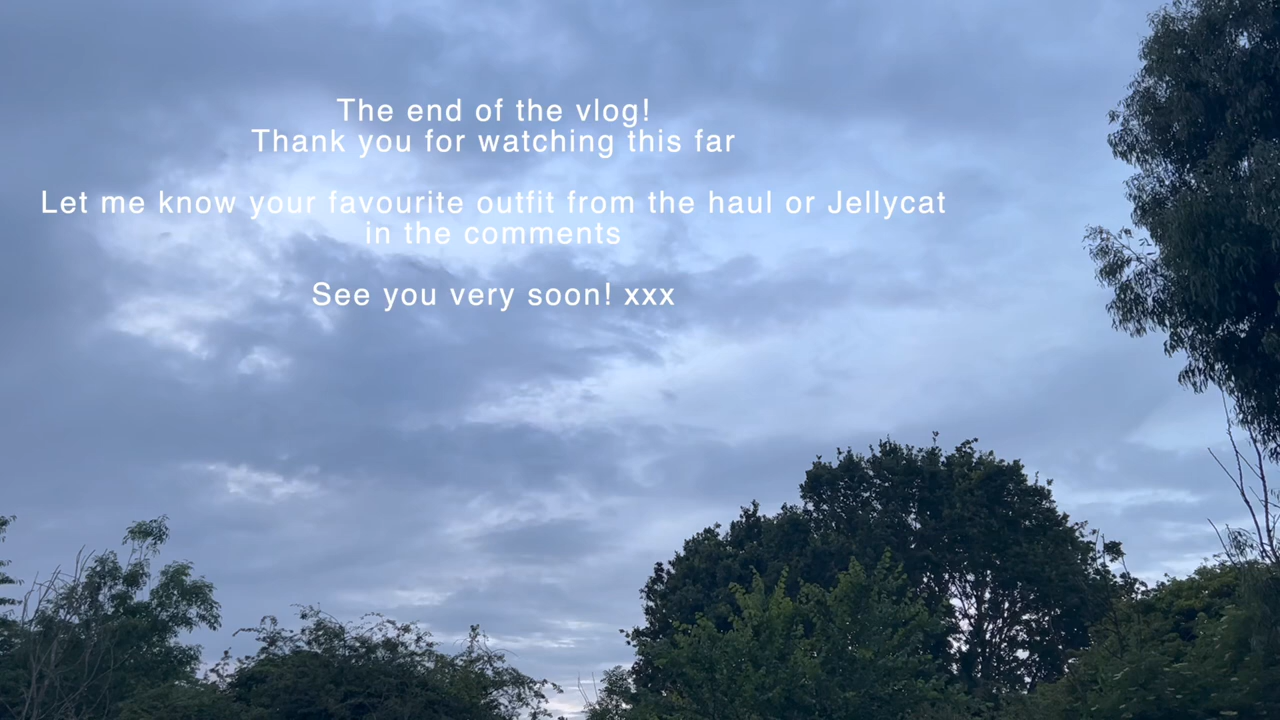 The end of the vlog!
Thank you for watching this far
Let me know your favourite outfit from the haul or Jellycat
in the comments
See you very soon! xxx